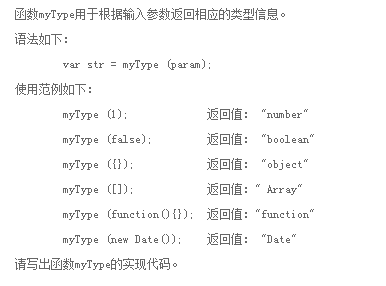 函数myType用于根据输入参数返回相应的类型信息。
语法如下：
var str = myType (param);
使用范例如下：
myType (1); 返回值： "number"
myType (false); 返回值： "boolean"
myType ({}); 返回值： "object"
myType ([]); 返回值：" Array"
myType (function(){}); 返回值："function"
myType (new Date()); 返回值： "Date"
请写出函数myType的实现代码。